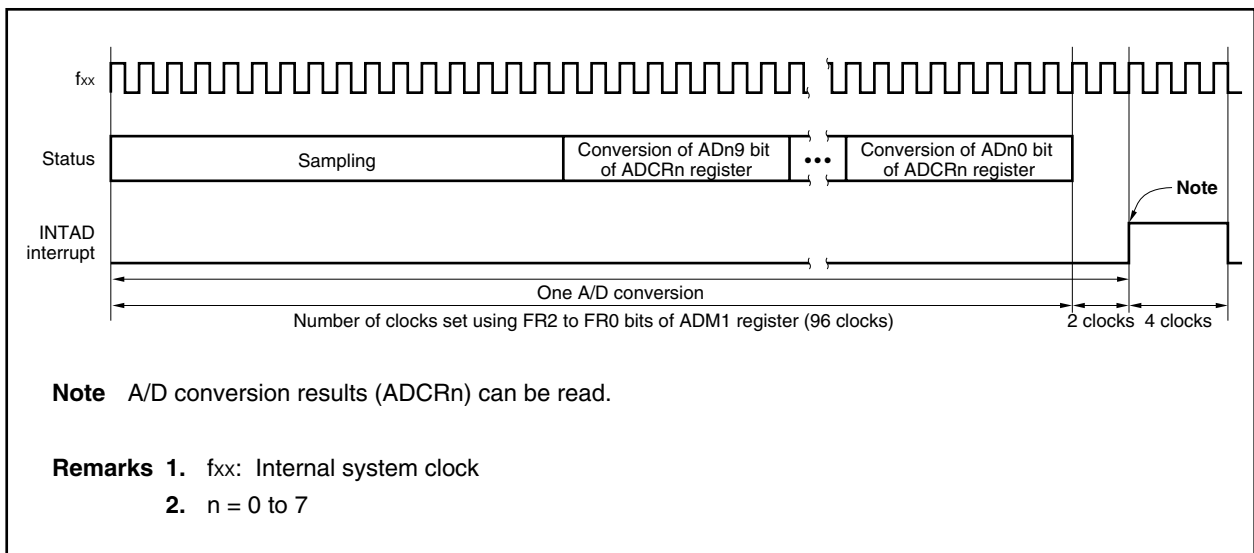 fxx
Status
Sampling
Conversion of ADn9 bit
of ADCRn register
•••
Conversion of ADn0 bit
of ADCRn register
Note
INTAD
interrupt
One A/D conversion
Number of clocks set using FR2 to FR0 bits of ADM1 register (96 clocks)
2 clocks
4 clocks
Note A/D conversion results (ADCRn) can be read.
Remarks 1. fxx: Internal system clock
2. n = 0 to 7